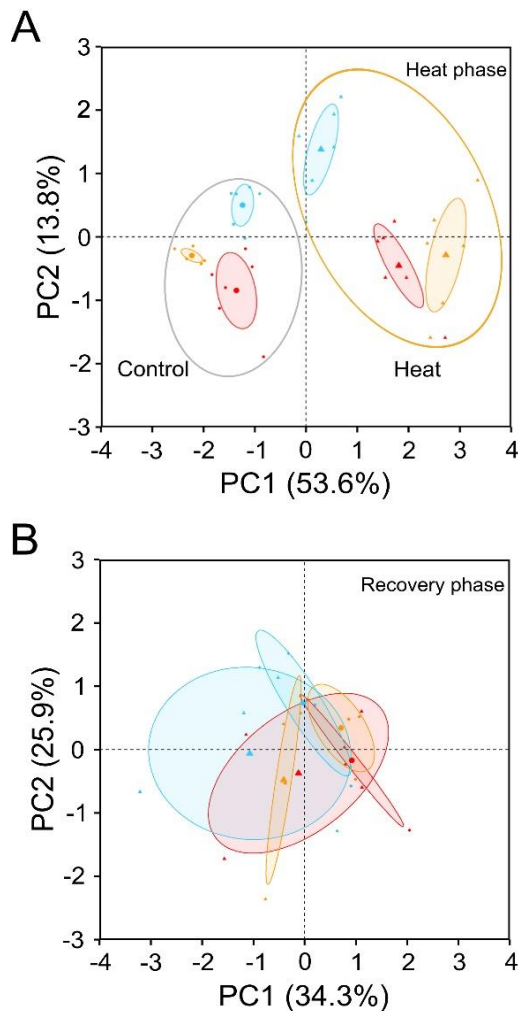 A
Heat phase
3
2
1
0
-1
-2
-3
PC2 (13.8%)
Control
Heat
-4 -3 -2 -1 0 1 2 3 4
PC1 (53.6%)
B
Recovery phase
3
2
1
0
-1
-2
-3
PC2 (25.9%)
-4 -3 -2 -1 0 1 2 3 4
PC1 (34.3%)